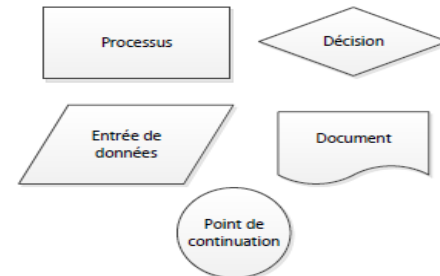 Processus
Décision
Entrée de
données
Document
Point de
continuation